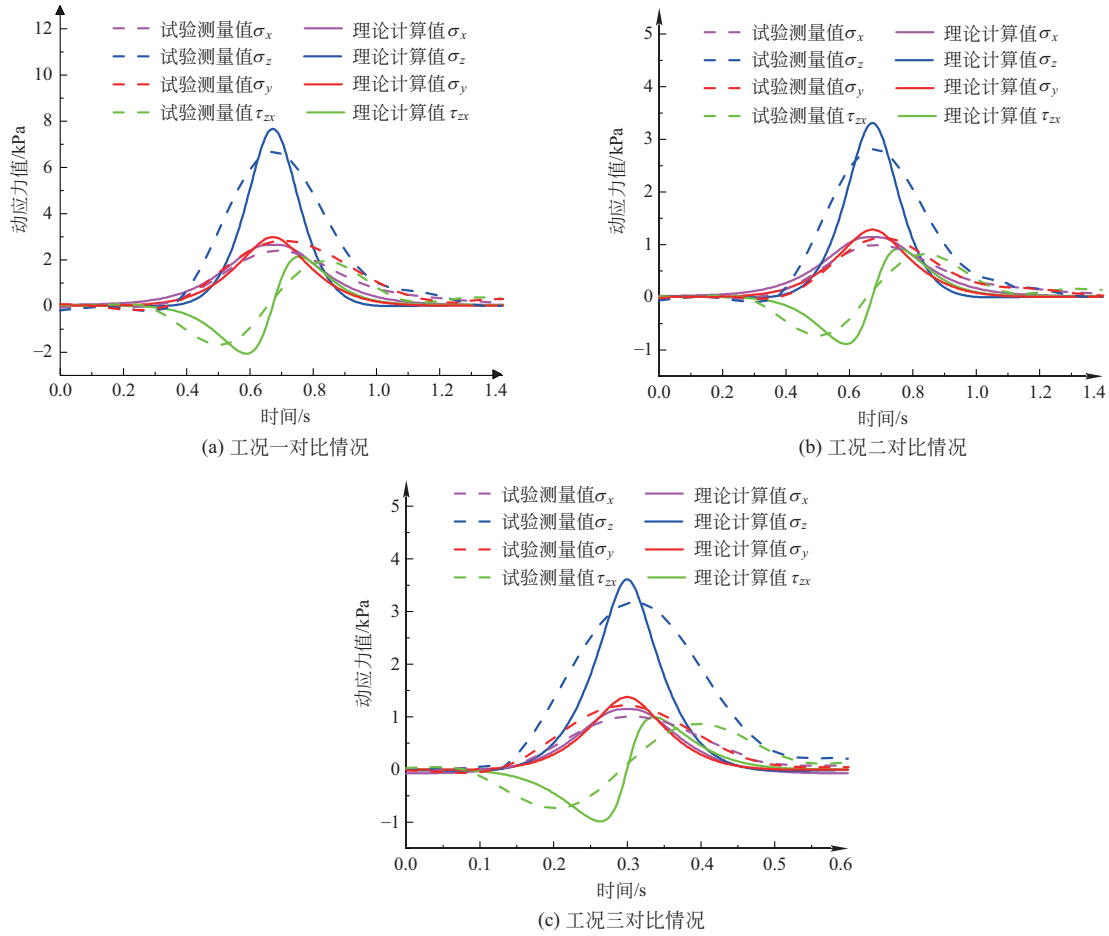 试验测量值σx 理论计算值σx
试验测量值σz 理论计算值σz
试验测量值σy 理论计算值σy
试验测量值τzx 理论计算值τzx
动应力值/kPa
12
10
8
6
4
2
0
−2
0.0 0.2 0.4 0.6 0.8 1.0 1.2 1.4
时间/s
(a) 工况一对比情况
试验测量值σx 理论计算值σx
试验测量值σz 理论计算值σz
试验测量值σy 理论计算值σy
试验测量值τzx 理论计算值τzx
动应力值/kPa
5
4
3
2
1
0
−1
0.0 0.2 0.4 0.6 0.8 1.0 1.2 1.4
时间/s
(b) 工况二对比情况
试验测量值σx 理论计算值σx
试验测量值σz 理论计算值σz
试验测量值σy 理论计算值σy
试验测量值τzx 理论计算值τzx
动应力值/kPa
5
4
3
2
1
0
−1
0.0 0.1 0.2 0.3 0.4 0.5 0.6
时间/s
(c) 工况三对比情况